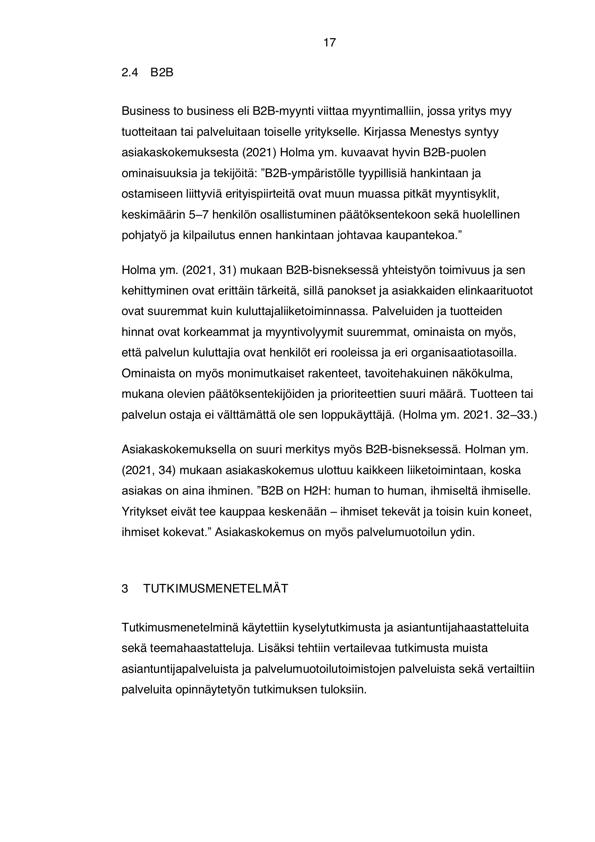 17
2.4 B2B
Business to business eli B2B-myynti viittaa myyntimalliin, jossa yritys myy
tuotteitaan tai palveluitaan toiselle yritykselle. Kirjassa Menestys syntyy
asiakaskokemuksesta (2021) Holma ym. kuvaavat hyvin B2B-puolen
ominaisuuksia ja tekijöitä: ”B2B-ympäristölle tyypillisiä hankintaan ja
ostamiseen liittyviä erityispiirteitä ovat muun muassa pitkät myyntisyklit,
keskimäärin 5–7 henkilön osallistuminen päätöksentekoon sekä huolellinen
pohjatyö ja kilpailutus ennen hankintaan johtavaa kaupantekoa.”
Holma ym. (2021, 31) mukaan B2B-bisneksessä yhteistyön toimivuus ja sen
kehittyminen ovat erittäin tärkeitä, sillä panokset ja asiakkaiden elinkaarituotot
ovat suuremmat kuin kuluttajaliiketoiminnassa. Palveluiden ja tuotteiden
hinnat ovat korkeammat ja myyntivolyymit suuremmat, ominaista on myös,
että palvelun kuluttajia ovat henkilöt eri rooleissa ja eri organisaatiotasoilla.
Ominaista on myös monimutkaiset rakenteet, tavoitehakuinen näkökulma,
mukana olevien päätöksentekijöiden ja prioriteettien suuri määrä. Tuotteen tai
palvelun ostaja ei välttämättä ole sen loppukäyttäjä. (Holma ym. 2021. 32–33.)
Asiakaskokemuksella on suuri merkitys myös B2B-bisneksessä. Holman ym.
(2021, 34) mukaan asiakaskokemus ulottuu kaikkeen liiketoimintaan, koska
asiakas on aina ihminen. ”B2B on H2H: human to human, ihmiseltä ihmiselle.
Yritykset eivät tee kauppaa keskenään – ihmiset tekevät ja toisin kuin koneet,
ihmiset kokevat.” Asiakaskokemus on myös palvelumuotoilun ydin.
3 TUTKIMUSMENETELMÄT
Tutkimusmenetelminä käytettiin kyselytutkimusta ja asiantuntijahaastatteluita
sekä teemahaastatteluja. Lisäksi tehtiin vertailevaa tutkimusta muista
asiantuntijapalveluista ja palvelumuotoilutoimistojen palveluista sekä vertailtiin
palveluita opinnäytetyön tutkimuksen tuloksiin.